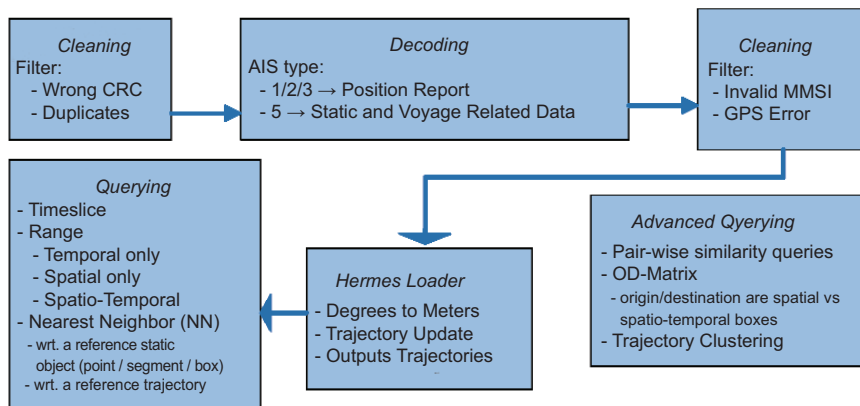 Cleaning
Filter:
- Wrong CRC
- Duplicates
Decoding
AIS type:
- 1/2/3 → Position Report
- 5 → Static and Voyage Related Data
Cleaning
Filter:
- Invalid MMSI
- GPS Error
Querying
- Timeslice
- Range
- Temporal only
- Spatial only
- Spatio-Temporal
- Nearest Neighbor (NN)
- wrt. a reference static
object (point / segment / box)
- wrt. a reference trajectory
Hermes Loader
- Degrees to Meters
- Trajectory Update
- Outputs Trajectories
Advanced Qyerying
- Pair-wise similarity queries
- OD-Matrix
- origin/destination are spatial vs
spatio-temporal boxes
- Trajectory Clustering